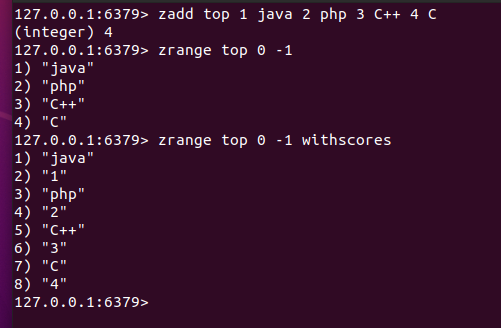 127.0.0.1:6379> zadd top 1 java 2 php 3 C++ 4 C
(integer) 4
127.0.0.1:6379> zrange top 0 -1
1) "java"
2) "php"
3) "C++"
4) "C"
127.0.0.1:6379> zrange top 0 -1 withscores
1) "java"
2) "1"
3) "php"
4) "2"
5) "C++"
6) "3"
7) "C"
8) "4"
127.0.0.1:6379>